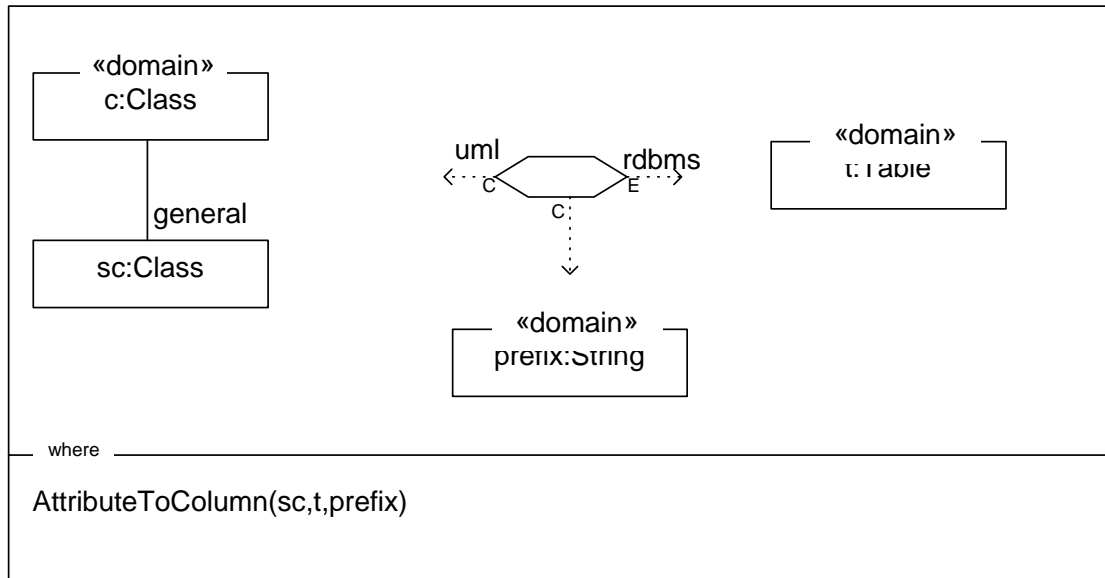 «domain»
c:Class
general
sc:Class
uml
rdbms
C
E
C
«domain»
t:Table
«domain»
prefix:String
where
AttributeToColumn(sc,t,prefix)